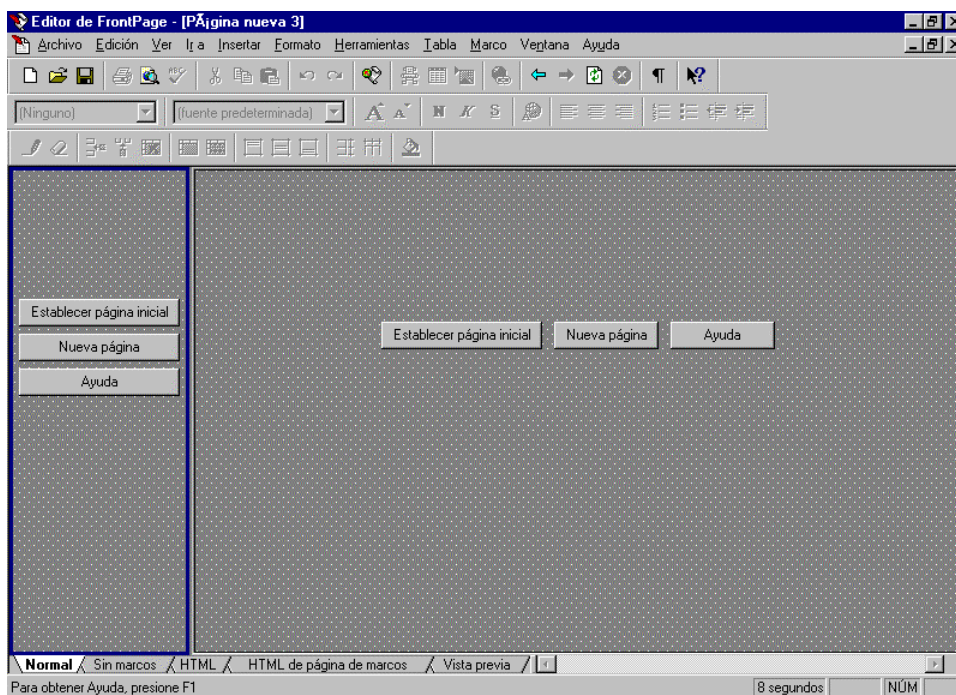 Editor de FrontPage - [PÃ¡gina nueva 3]
Archivo Edición Ver Ir a Insertar Formato Herramientas Tabla Marco Ventana Ayuda
(Ninguno) (fuente predeterminada) A A N K S
Establecer página inicial
Nueva página
Ayuda
Establecer página inicial Nueva página Ayuda
Normal Sin marcos HTML HTML de página de marcos Vista previa
Para obtener Ayuda, presione F1 8 segundos NÚM